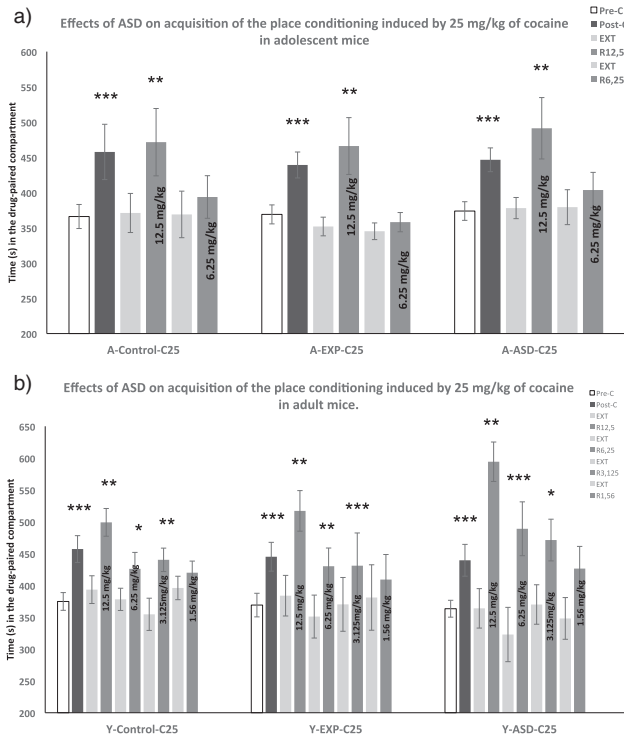 a)
Effects of ASD on acquisition of the place conditioning induced by 25 mg/kg of cocaine
in adolescent mice
Pre-C
Post-C
EXT
R12,5
EXT
R6,25
Time (s) in the drug-paired compartment
600
550
500
450
400
350
300
250
200
***
**
***
**
***
**
12.5 mg/kg
6.25 mg/kg
12.5 mg/kg
6.25 mg/kg
12.5 mg/kg
6.25 mg/kg
A-Control-C25
A-EXP-C25
A-ASD-C25
b)
Effects of ASD on acquisition of the place conditioning induced by 25 mg/kg of cocaine
in adult mice.
Pre-C
Post-C
EXT
R12,5
EXT
R6,25
EXT
R3,125
EXT
R1,56
Time (s) in the drug-paired compartment
650
600
550
500
450
400
350
300
250
200
***
**
*
**
***
**
**
***
***
**
***
*
12.5 mg/kg
6.25 mg/kg
3.125mg/kg
1.56 mg/kg
12.5 mg/kg
6.25 mg/kg
3.125mg/kg
1.56 mg/kg
12.5 mg/kg
6.25 mg/kg
3.125mg/kg
1.56 mg/kg
Y-Control-C25
Y-EXP-C25
Y-ASD-C25